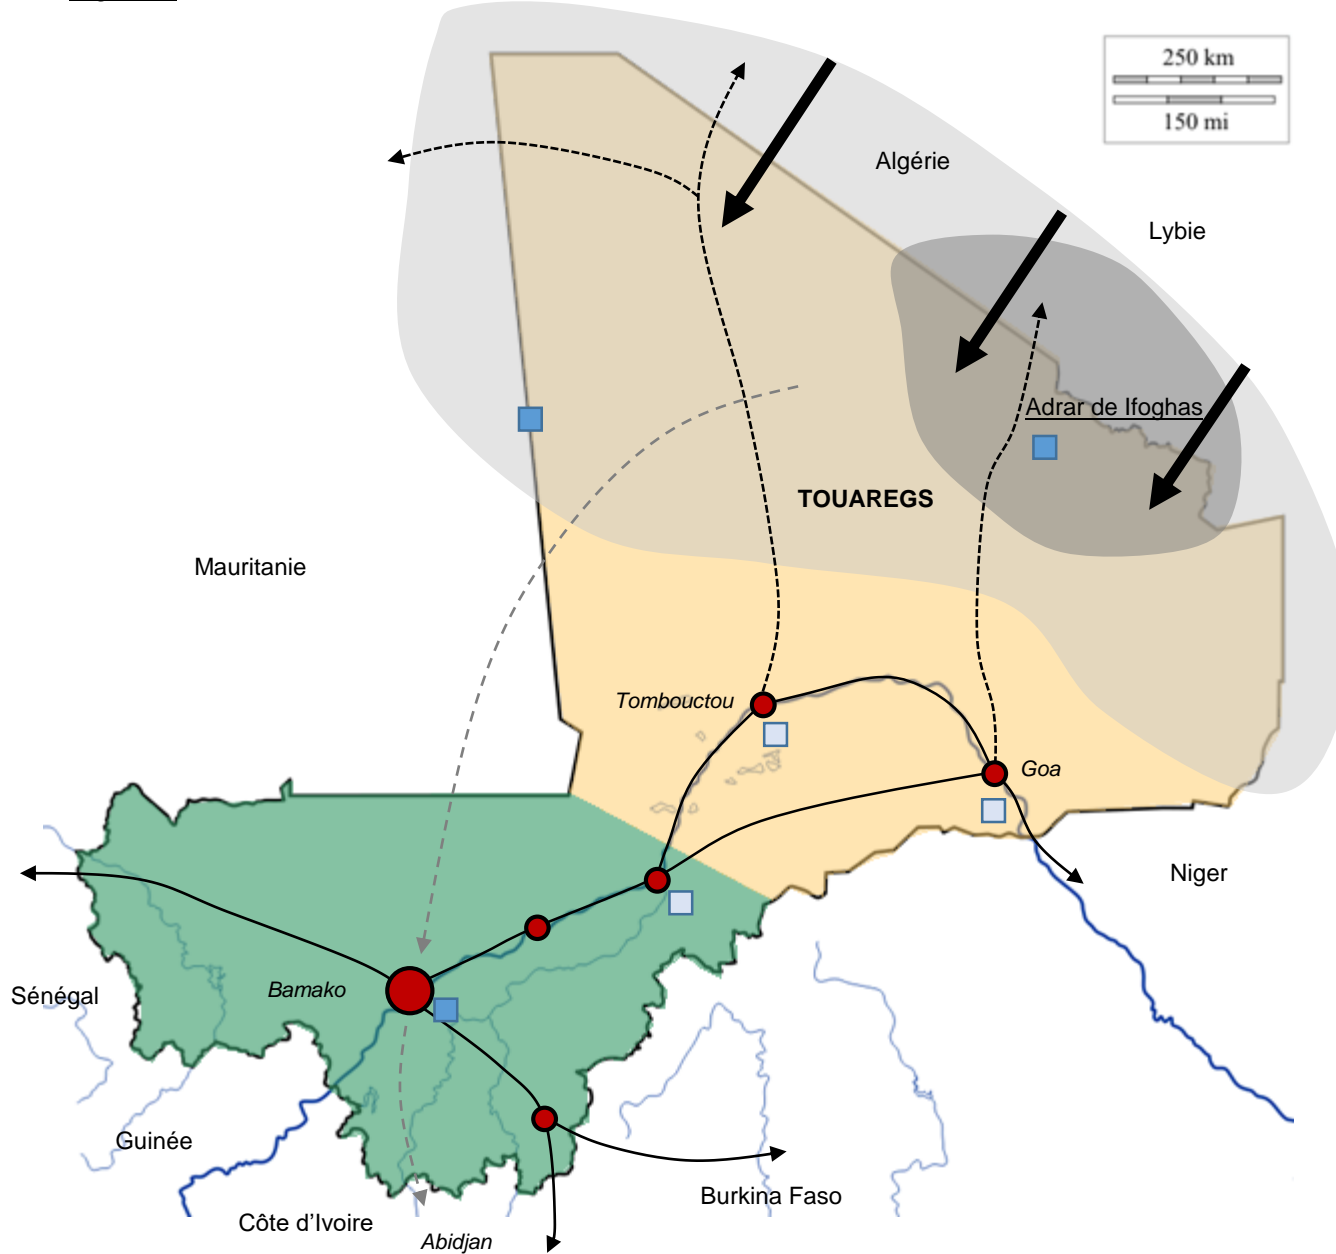 250 km
150 mi
Algérie
Lybie
Adrar de Ifoghas
TOUAREGS
Mauritanie
Tombouctou
Goa
Niger
Sénégal
Bamako
Guinée
Burkina Faso
Côte d'Ivoire
Abidjan